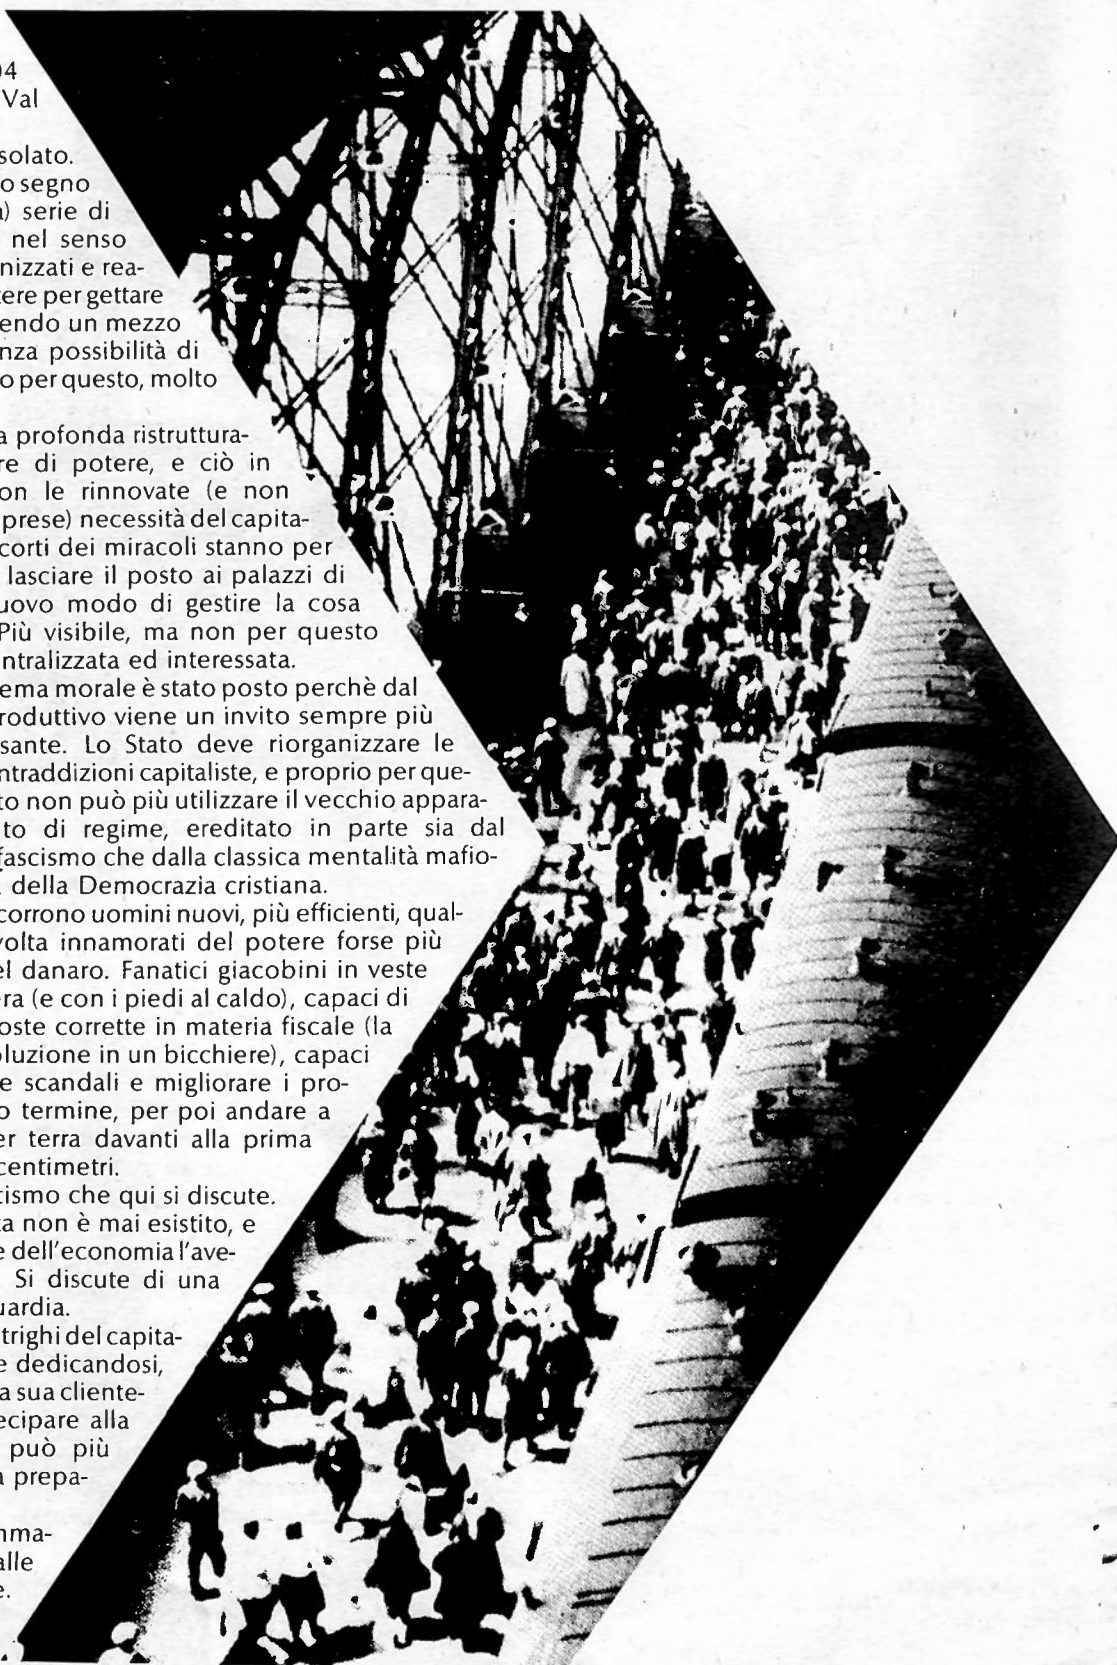 04
Val
solato.
o segno
a) serie di
nel senso
nizzati e rea-
tere per gettare
endo un mezzo
nza possibilità di
o per questo, molto
a profonda ristruttura-
re di potere, e ciò in
on le rinnovate (e non
prese) necessità del capita-
corti dei miracoli stanno per
lasciare il posto ai palazzi di
uovo modo di gestire la cosa
Più visibile, ma non per questo
ntralizzata ed interessata.
ema morale è stato posto perchè dal
roduttivo viene un invito sempre più
sante. Lo Stato deve riorganizzare le
ntraddizioni capitaliste, e proprio per que-
to non può più utilizzare il vecchio appara-
to di regime, ereditato in parte sia dal
fascismo che dalla classica mentalità mafio-
della Democrazia cristiana.
corrono uomini nuovi, più efficienti, qual-
volta innamorati del potere forse più
el danaro. Fanatici giacobini in veste
era (e con i piedi al caldo), capaci di
oste corrette in materia fiscale (la
oluzione in un bicchiere), capaci
e scandali e migliorare i pro-
o termine, per poi andare a
er terra davanti alla prima
centimetri.
tismo che qui si discute.
ta non è mai esistito, e
e dell'economia l'ave-
Si discute di una
uardia.
trighi del capita-
e dedicandosi,
a sua cliente-
ecipare alla
può più
a prepa-
mma-
alle
e.